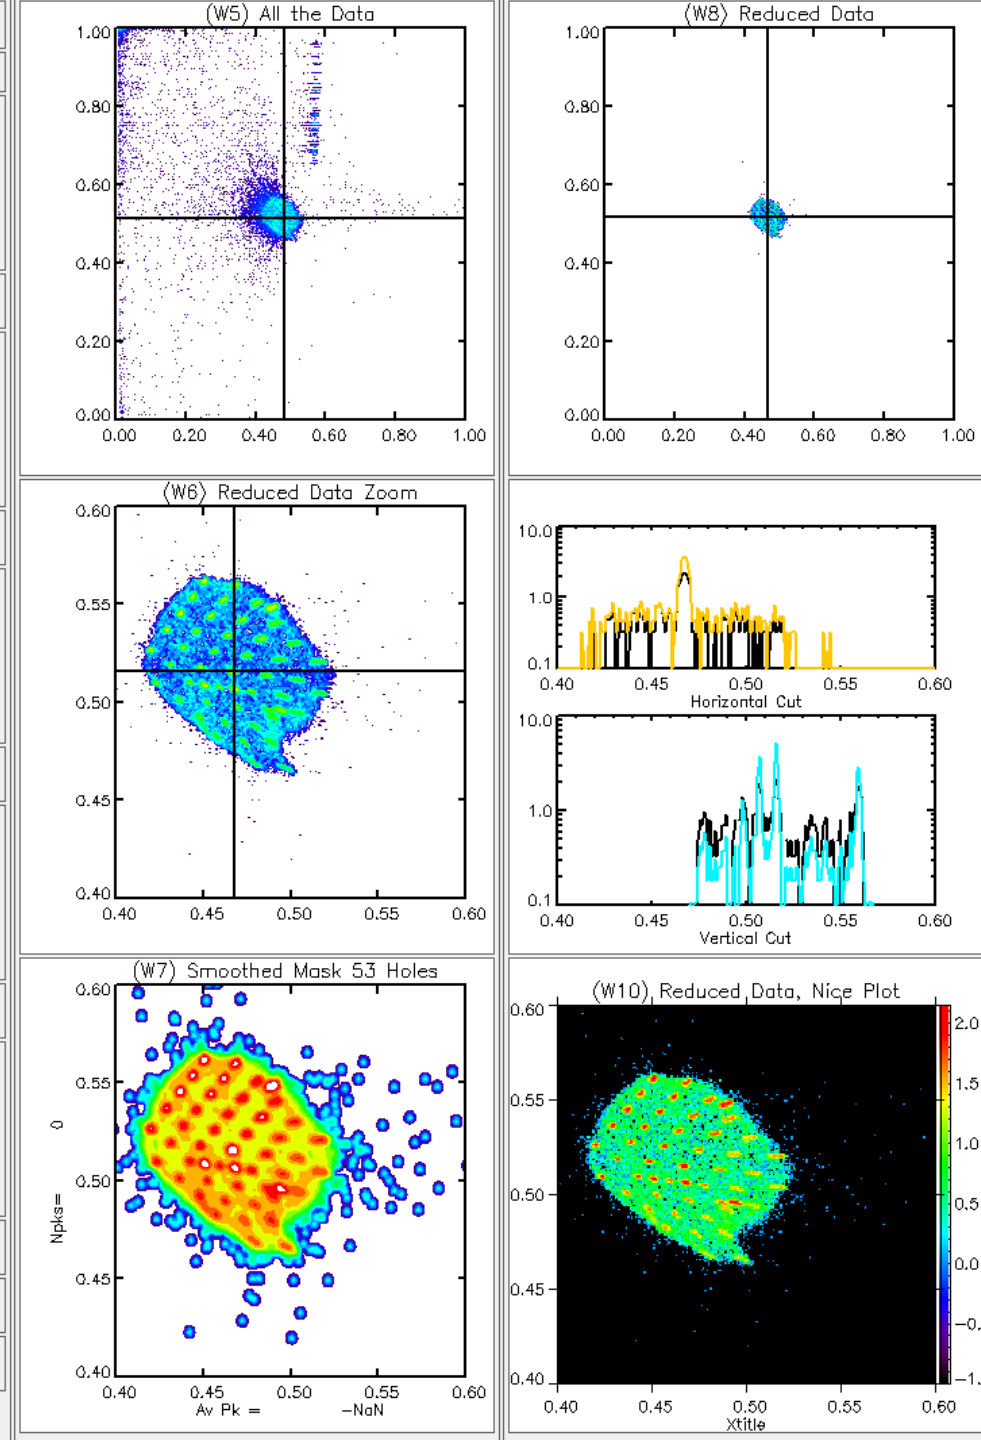 (W5) All the Data
1.00
0.80
0.60
0.40
0.20
0.00
0.00 0.20 0.40 0.60 0.80 1.00
(W8) Reduced Data
1.00
0.80
0.60
0.40
0.20
0.00
0.00 0.20 0.40 0.60 0.80 1.00
(W6) Reduced Data Zoom
0.60
0.55
0.50
0.45
0.40
0.40 0.45 0.50 0.55 0.60
10.0
1.0
0.1
0.40 0.45 0.50 0.55 0.60
Horizontal Cut
10.0
1.0
0.1
0.40 0.45 0.50 0.55 0.60
Vertical Cut
(W7) Smoothed Mask 53 Holes
0.60
0.55
0.50
0.45
0.40
Npks= 0
0.40 0.45 0.50 0.55 0.60
Av Pk = -NaN
(W10) Reduced Data, Nice Plot
0.60
0.55
0.50
0.45
0.40
0.40 0.45 0.50 0.55 0.60
Xtitle
2.0
1.5
1.0
0.5
0.0
-0.
-1.